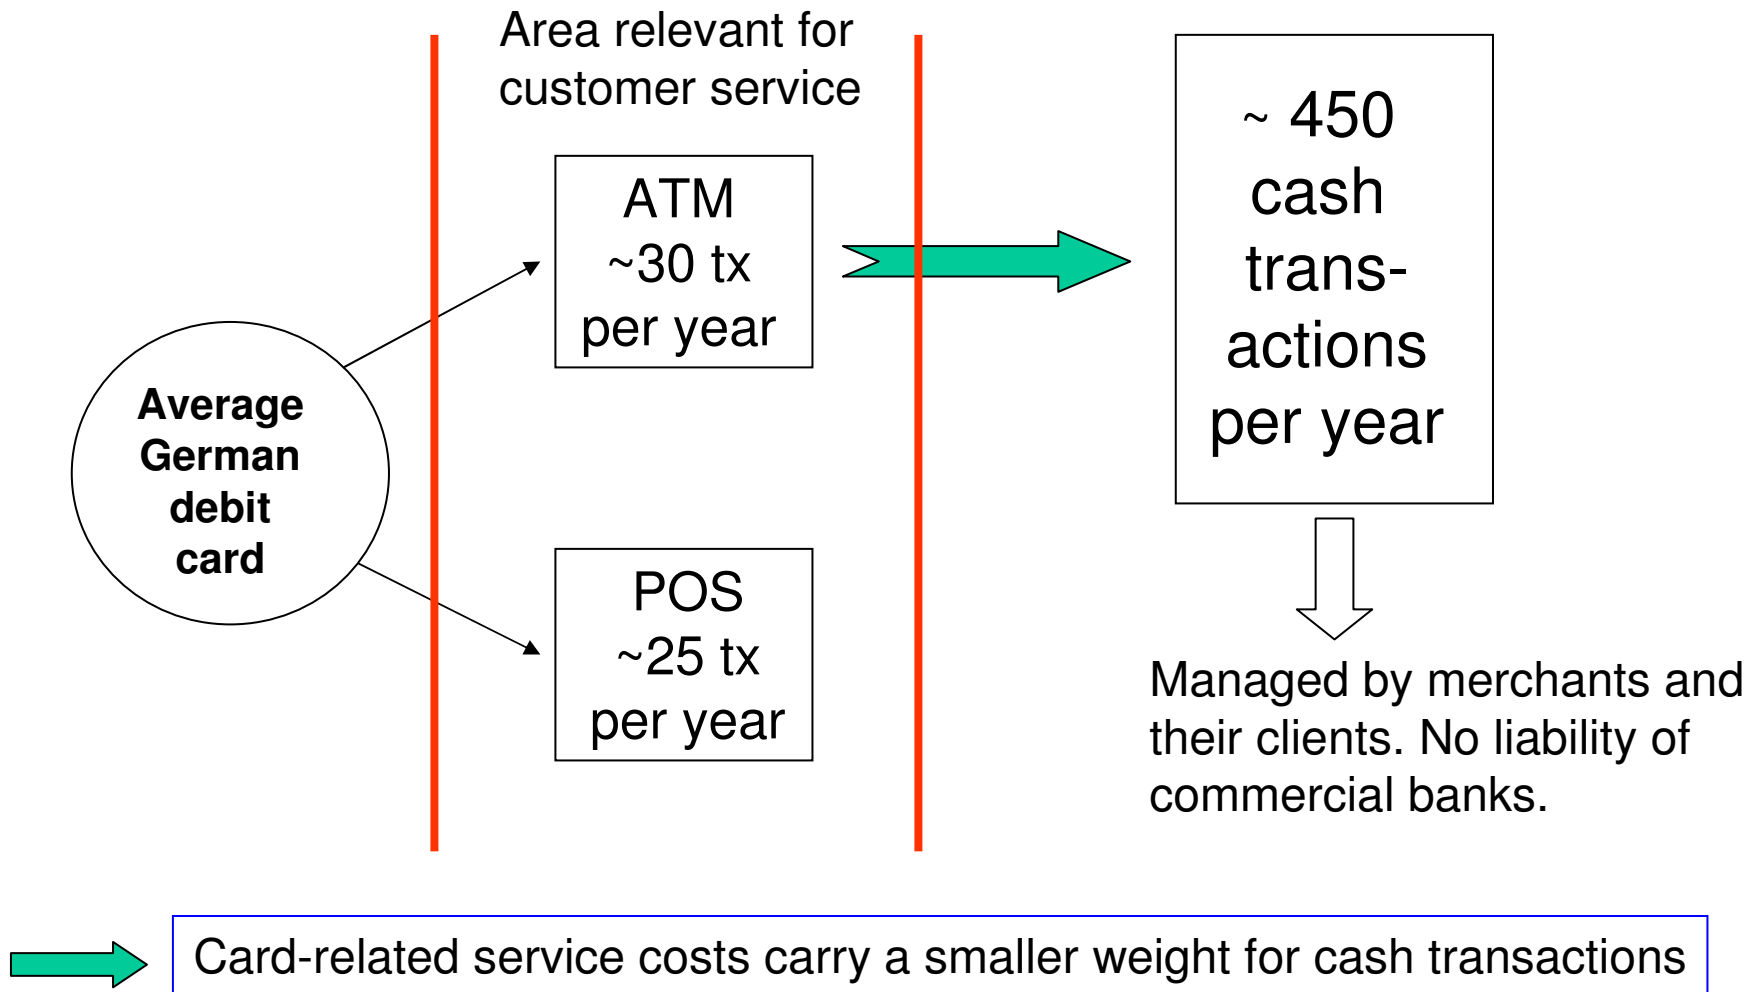 Area relevant for
customer service
Average
German
debit
card
ATM
~30 tx
per year
POS
~25 tx
per year
~ 450
cash
trans-
actions
per year
Managed by merchants and
their clients. No liability of
commercial banks.
Card-related service costs carry a smaller weight for cash transactions